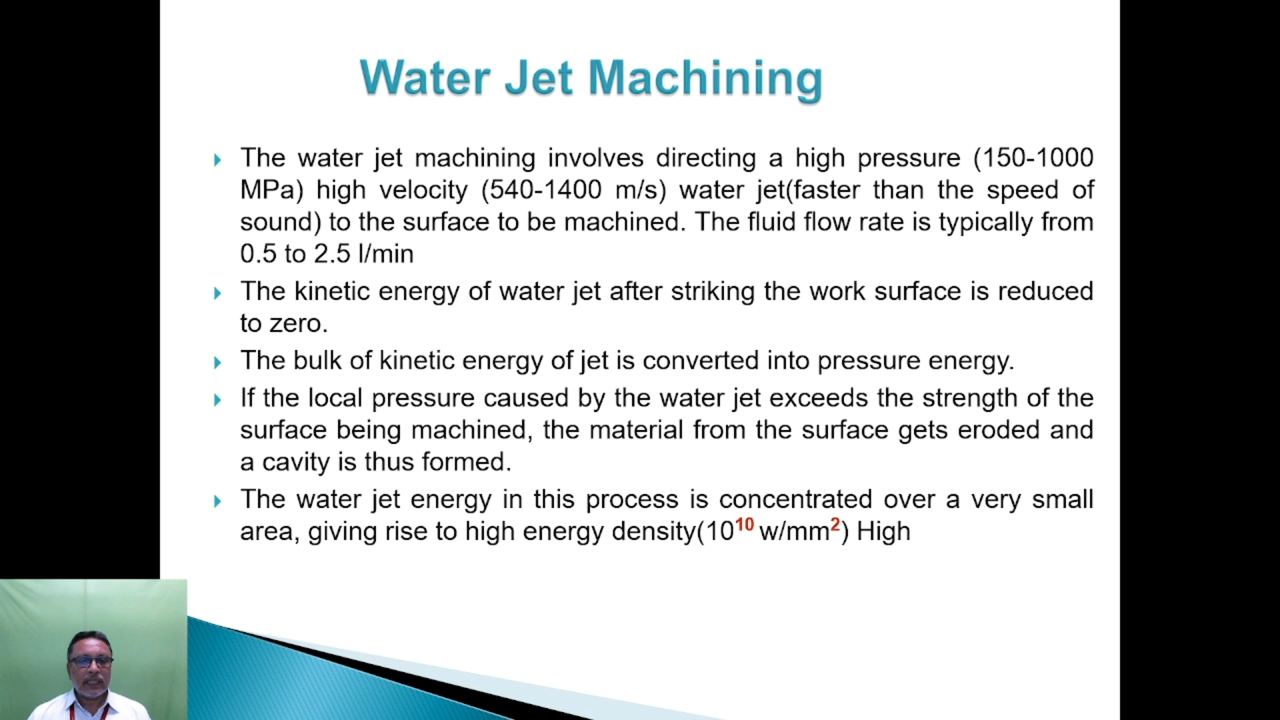 Water Jet Machining
The water jet machining involves directing a high pressure (150-1000
MPa) high velocity (540-1400 m/s) water jet(faster than the speed of
sound) to the surface to be machined. The fluid flow rate is typically from
0.5 to 2.5 l/min
The kinetic energy of water jet after striking the work surface is reduced
to zero.
The bulk of kinetic energy of jet is converted into pressure energy.
If the local pressure caused by the water jet exceeds the strength of the
surface being machined, the material from the surface gets eroded and
a cavity is thus formed.
The water jet energy in this process is concentrated over a very small
area, giving rise to high energy density(10¹⁰ w/mm²) High